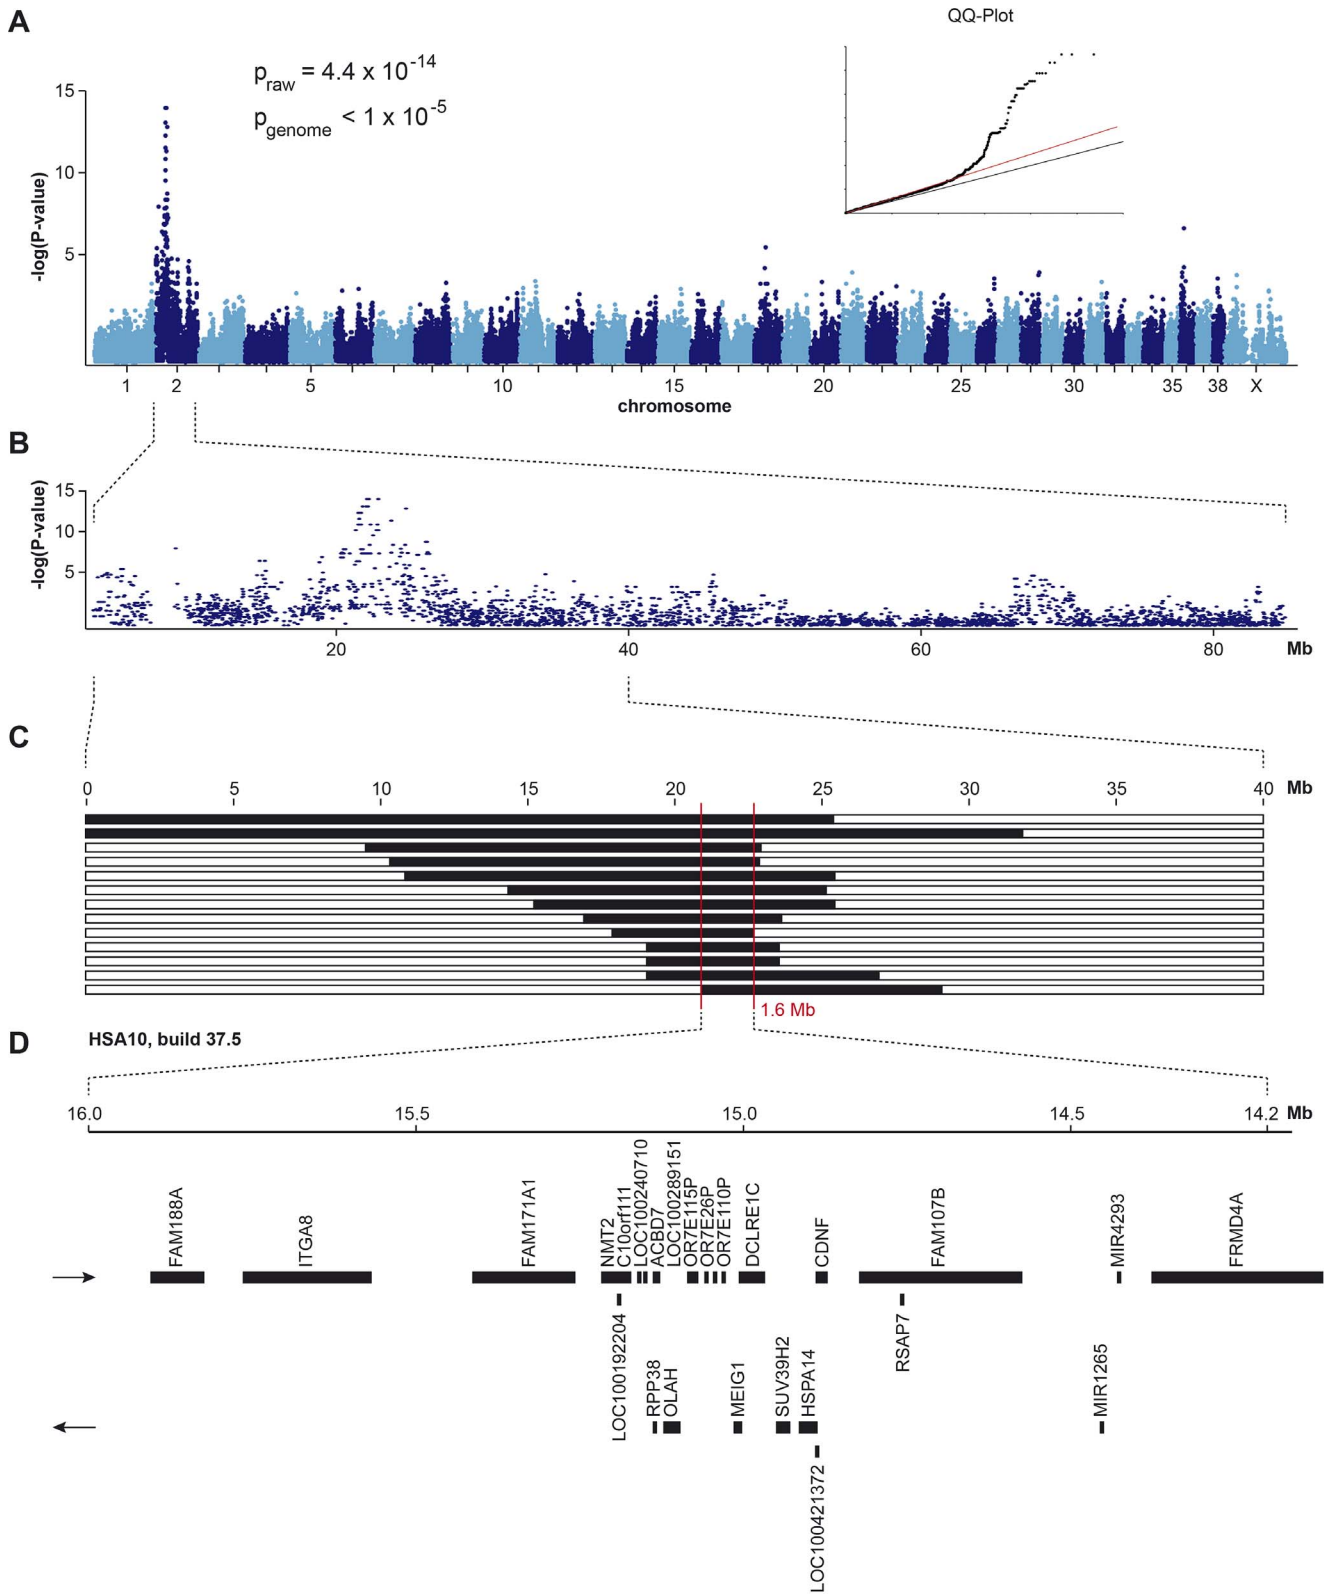 A
QQ-Plot
p raw = 4.4 x 10 -14
p genome < 1 x 10 -5
15
10
5
-log(P-value)
1 2 5 10 15 20 25 30 35 38 X
chromosome
B
15
10
5
-log(P-value)
20 40 60 80 Mb
C
0 5 10 15 20 25 30 35 40 Mb
1.6 Mb
D
HSA10, build 37.5
16.0 15.5 15.0 14.5 14.2 Mb
FAM188A
ITGA8
FAM171A1
NMT2
C10orf111
LOC100240710
ACBD7
LOC100289151
OR7E115P
OR7E26P
OR7E110P
DCLRE1C
CDNF
FAM107B
MIR4293
FRMD4A
LOC100192204
RPP38
OLAH
MEIG1
SUV39H2
HSPA14
RSAP7
MIR1265
LOC100421372